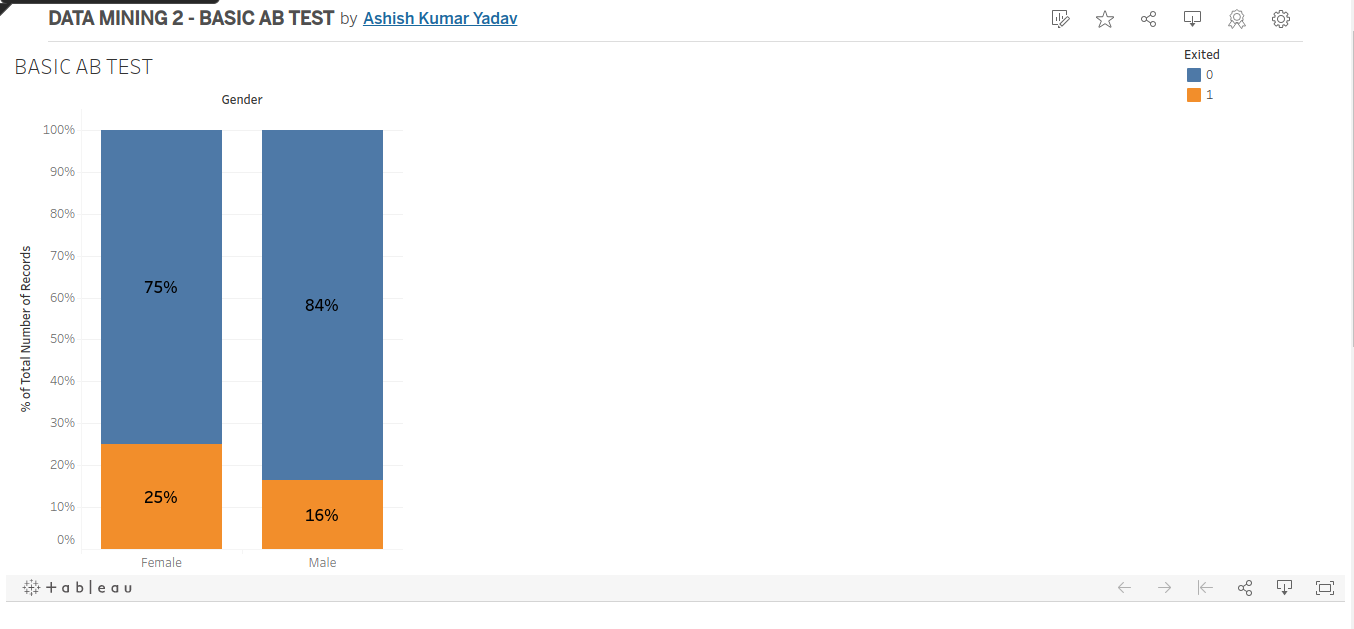 DATA MINING 2 - BASIC AB TEST by Ashish Kumar Yadav
BASIC AB TEST
Exited
0
1
Gender
% of Total Number of Records
100%
90%
80%
70%
60%
50%
40%
30%
20%
10%
0%
75%
84%
25%
16%
Female
Male
+ableau